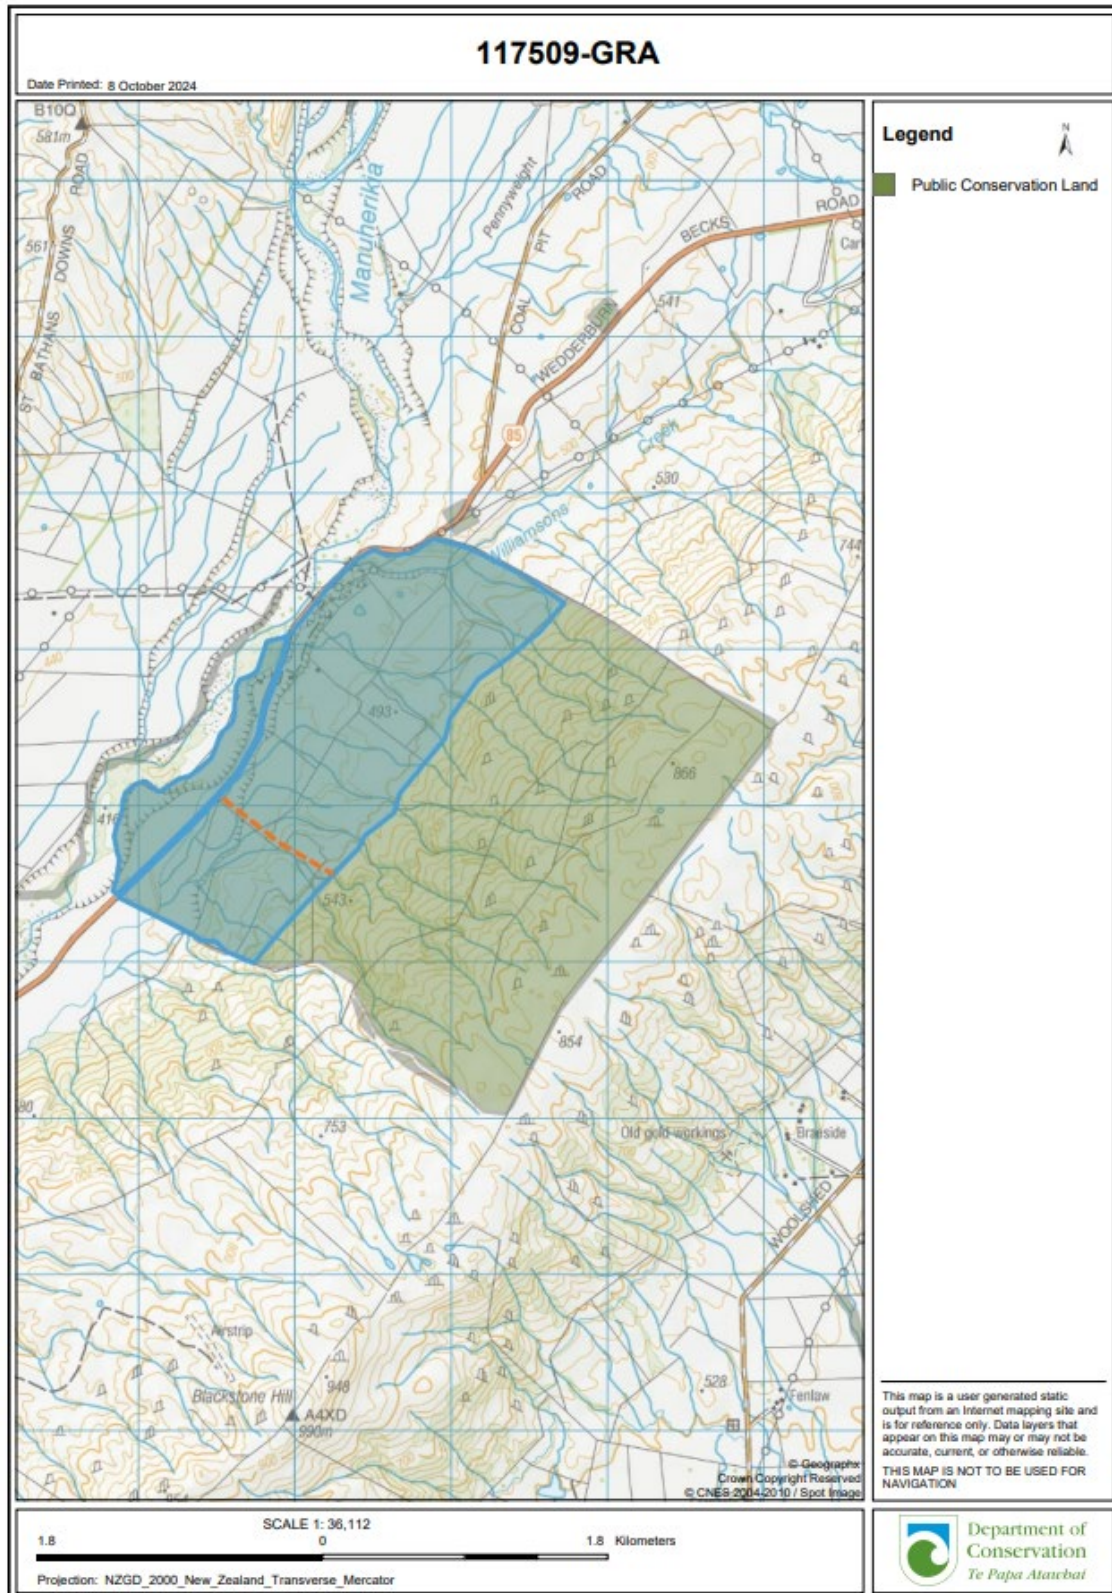 117509-GRA
Date Printed: 8 October 2024
B10Q
581m
ST BATHANS DOWNS ROAD
561
500
Manuherikia
Pennyweight
COAL PIT ROAD
600
WEDDERBURN BECKS ROAD
541
85
500
Creek
Williamsons
530
744
700
440
493
866
800
416
543
854
753
Old gold workings
Braeside
WOOLSHED
Airstrip
Blackstone Hill
948
A4XD
990m
528
Fenlaw
© Geographx
Crown Copyright Reserved
© CNES 2004-2010 / Spot Image
Legend
N
Public Conservation Land
This map is a user generated static
output from an Internet mapping site and
is for reference only. Data layers that
appear on this map may or may not be
accurate, current, or otherwise reliable.
THIS MAP IS NOT TO BE USED FOR
NAVIGATION
SCALE 1: 36,112
1.8 0 1.8 Kilometers
Projection: NZGD_2000_New_Zealand_Transverse_Mercator
Department of
Conservation
Te Papa Atawhai